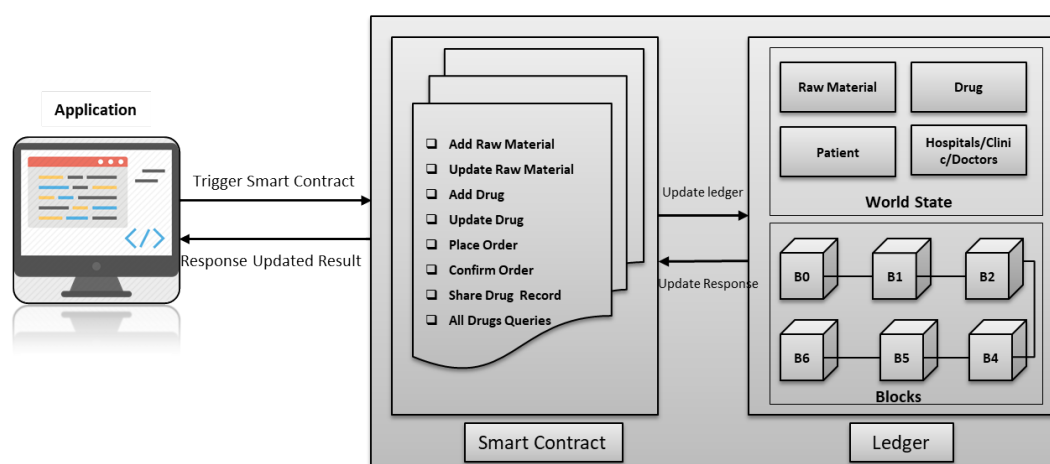 Application
Trigger Smart Contract
Response Updated Result
Add Raw Material
Update Raw Material
Add Drug
Update Drug
Place Order
Confirm Order
Share Drug Record
All Drugs Queries
Smart Contract
Update ledger
Update Response
Raw Material
Drug
Patient
Hospitals/Clini
c/Doctors
World State
B0
B1
B2
B6
B5
B4
Blocks
Ledger